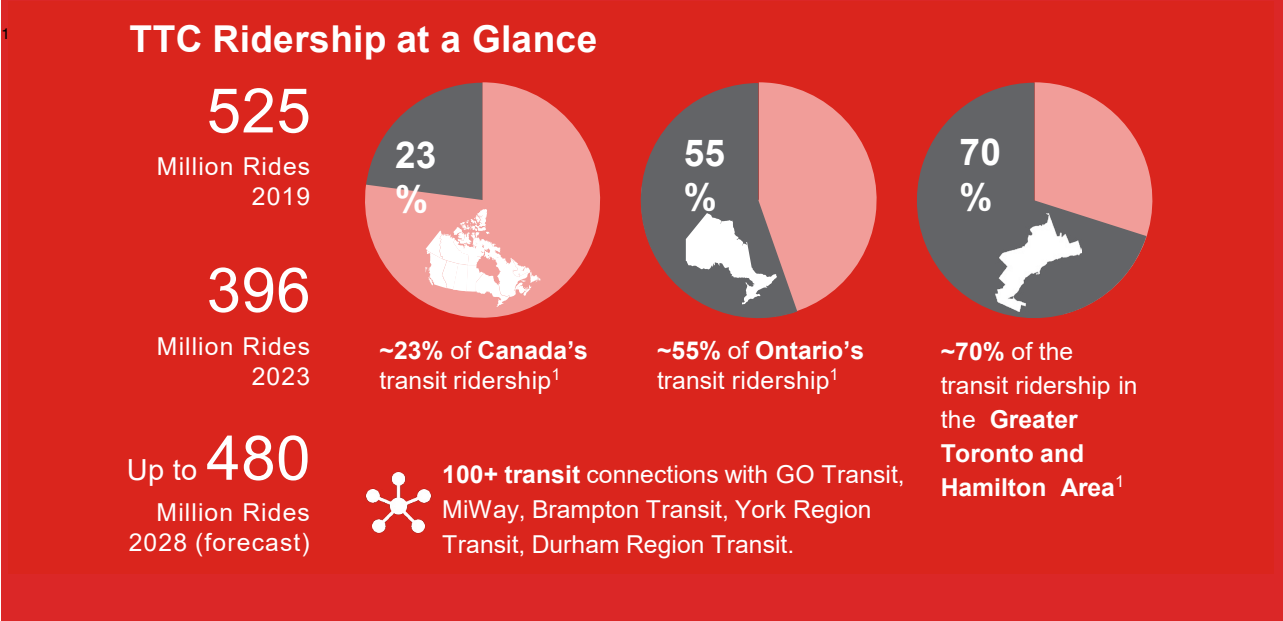 1
TTC Ridership at a Glance
525
Million Rides
2019
396
Million Rides
2023
Up to 480
Million Rides
2028 (forecast)
23
%
~23% of Canada’s
transit ridership1
55
%
~55% of Ontario’s
transit ridership1
70
%
~70% of the
transit ridership in
the Greater
Toronto and
Hamilton Area1
100+ transit connections with GO Transit,
MiWay, Brampton Transit, York Region
Transit, Durham Region Transit.